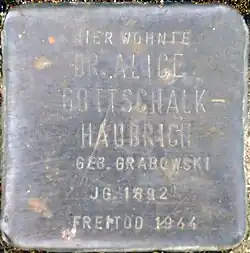 HIER WOHNTE
DR. ALICE
GOTTSCHALK-
HAUBRICH
GEB. GRABOWSKI
JG. 1892
FREITOD 1944